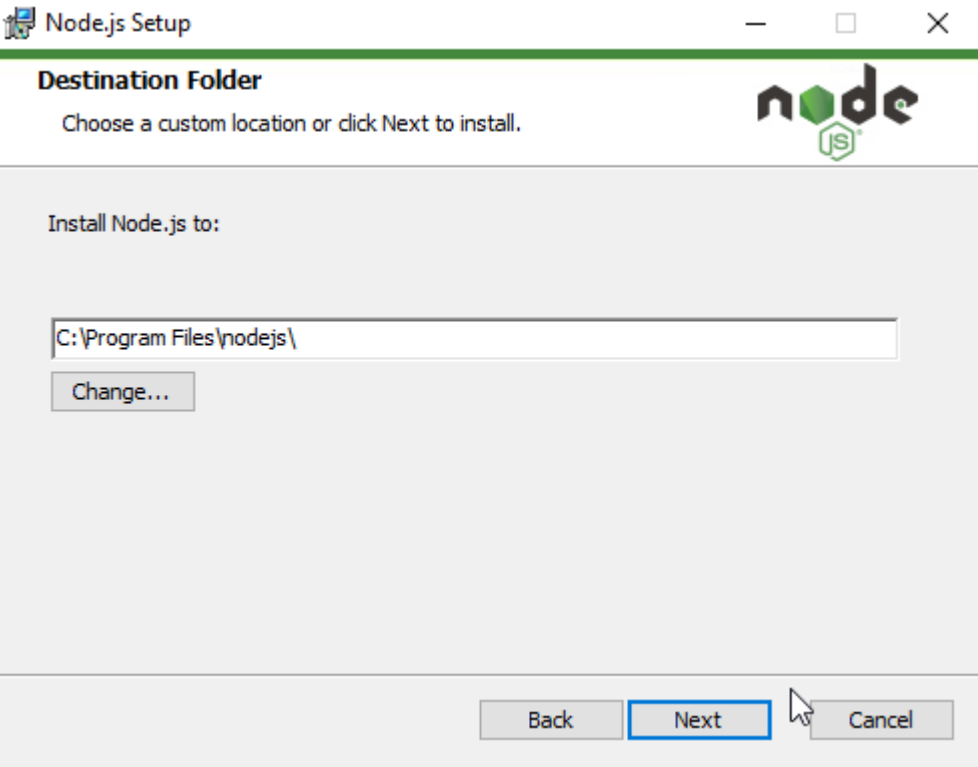 Node.js Setup
Destination Folder
Choose a custom location or click Next to install.
node
JS
Install Node.js to:
C:\Program Files\nodejs\
Change...
Back
Next
Cancel